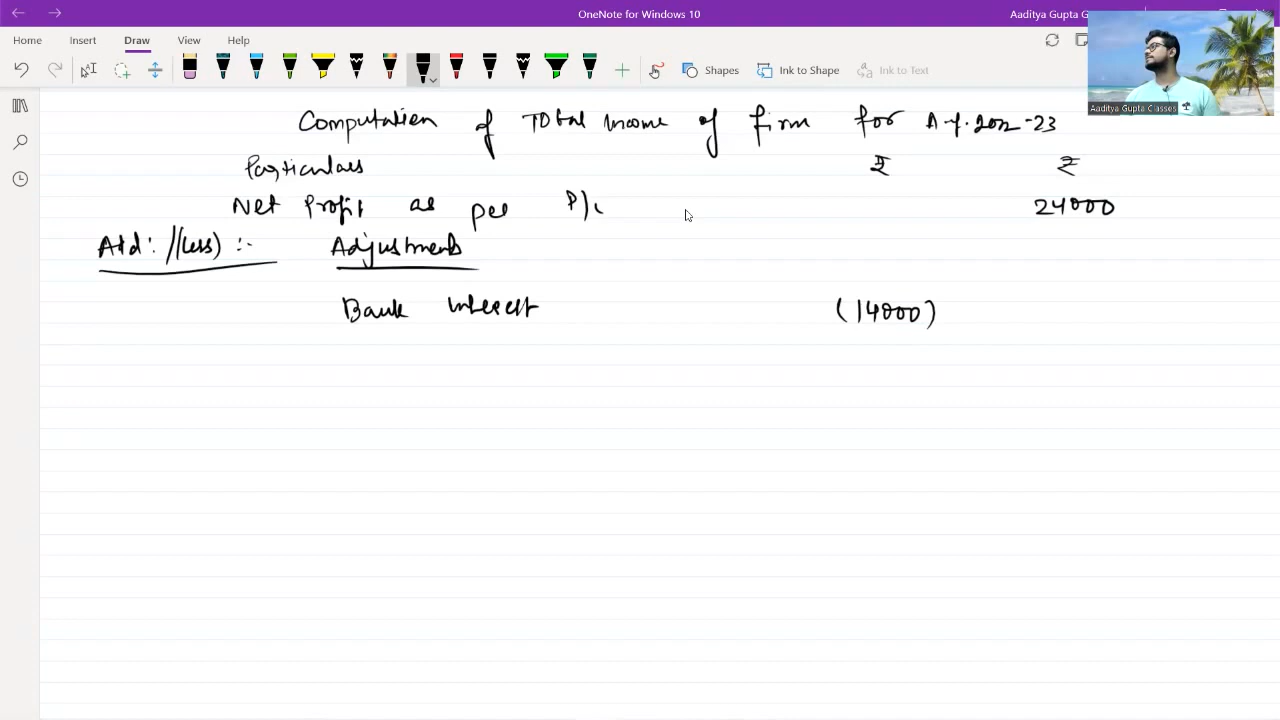 OneNote for Windows 10
Aaditya Gupta G
Home Insert Draw View Help
Shapes Ink to Shape Ink to Text
Aaditya Gupta Classes
Computation of Total Income of firm for A.Y. 2022-23
Particulars ₹ ₹
Net Profit as per P/L 24000
Add: /(Less) :- Adjustments
Bank interest (14000)